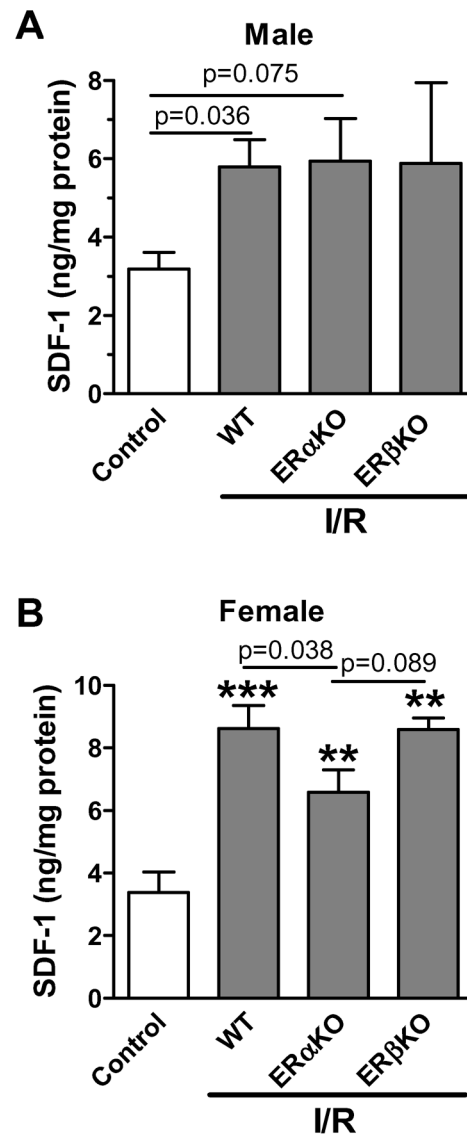 A
Male
p=0.075
p=0.036
SDF-1 (ng/mg protein)
8
6
4
2
0
Control
WT
ERαKO
ERβKO
I/R
B
Female
p=0.038
p=0.089
***
**
**
SDF-1 (ng/mg protein)
10
8
6
4
2
0
Control
WT
ERαKO
ERβKO
I/R